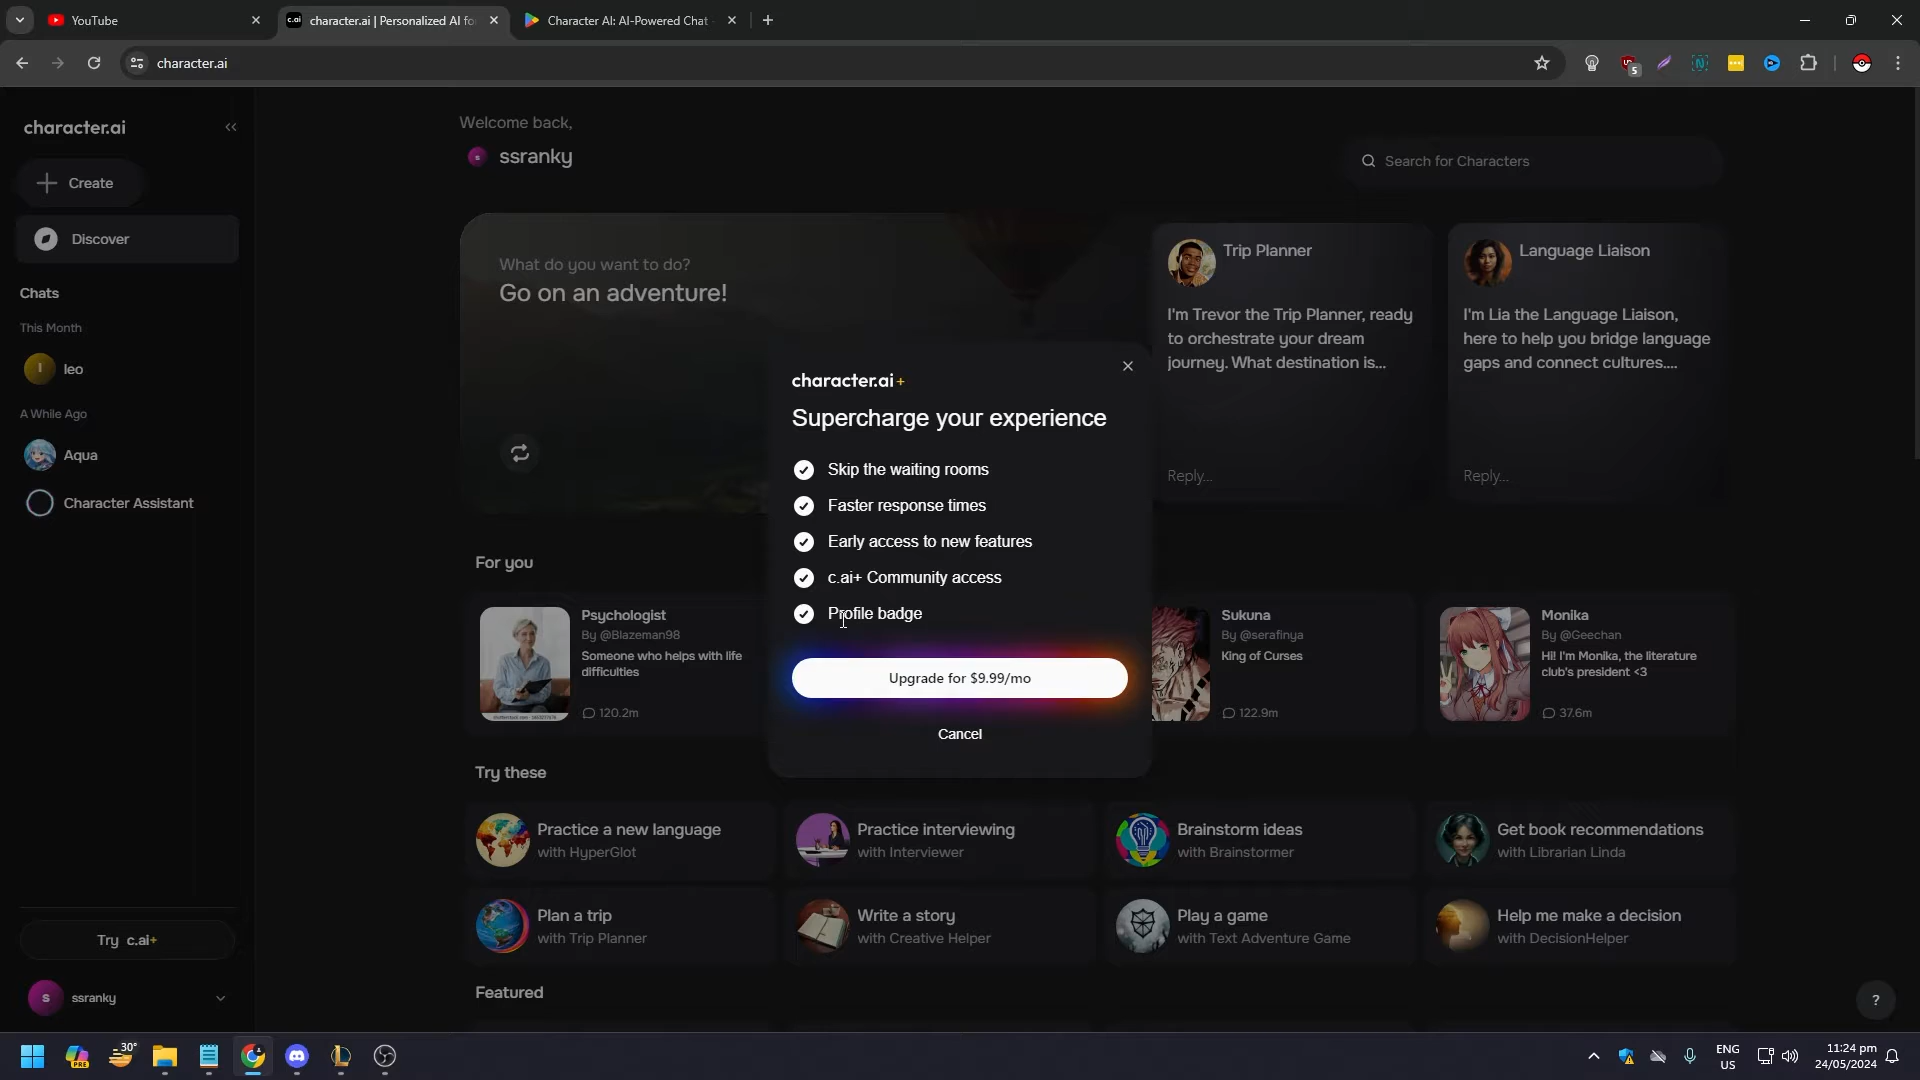 YouTube
character.ai | Personalized AI fo
Character AI: AI-Powered Chat
character.ai
5
character.ai
Create
Discover
Chats
This Month
leo
A While Ago
Aqua
Character Assistant
Try c.ai+
ssranky
Welcome back,
ssranky
Search for Characters
What do you want to do?
Go on an adventure!
Trip Planner
I'm Trevor the Trip Planner, ready
to orchestrate your dream
journey. What destination is...
Reply...
Language Liaison
I'm Lia the Language Liaison,
here to help you bridge language
gaps and connect cultures....
Reply...
character.ai+
Supercharge your experience
Skip the waiting rooms
Faster response times
Early access to new features
c.ai+ Community access
Profile badge
Upgrade for $9.99/mo
Cancel
For you
Psychologist
By @Blazeman98
Someone who helps with life
difficulties
120.2m
Sukuna
By @serafinya
King of Curses
122.9m
Monika
By @Geechan
Hi! I'm Monika, the literature
club's president <3
37.6m
Try these
Practice a new language
with HyperGlot
Practice interviewing
with Interviewer
Brainstorm ideas
with Brainstormer
Get book recommendations
with Librarian Linda
Plan a trip
with Trip Planner
Write a story
with Creative Helper
Play a game
with Text Adventure Game
Help me make a decision
with DecisionHelper
Featured
?
PRE
30°
ENG
US
11:24 pm
24/05/2024